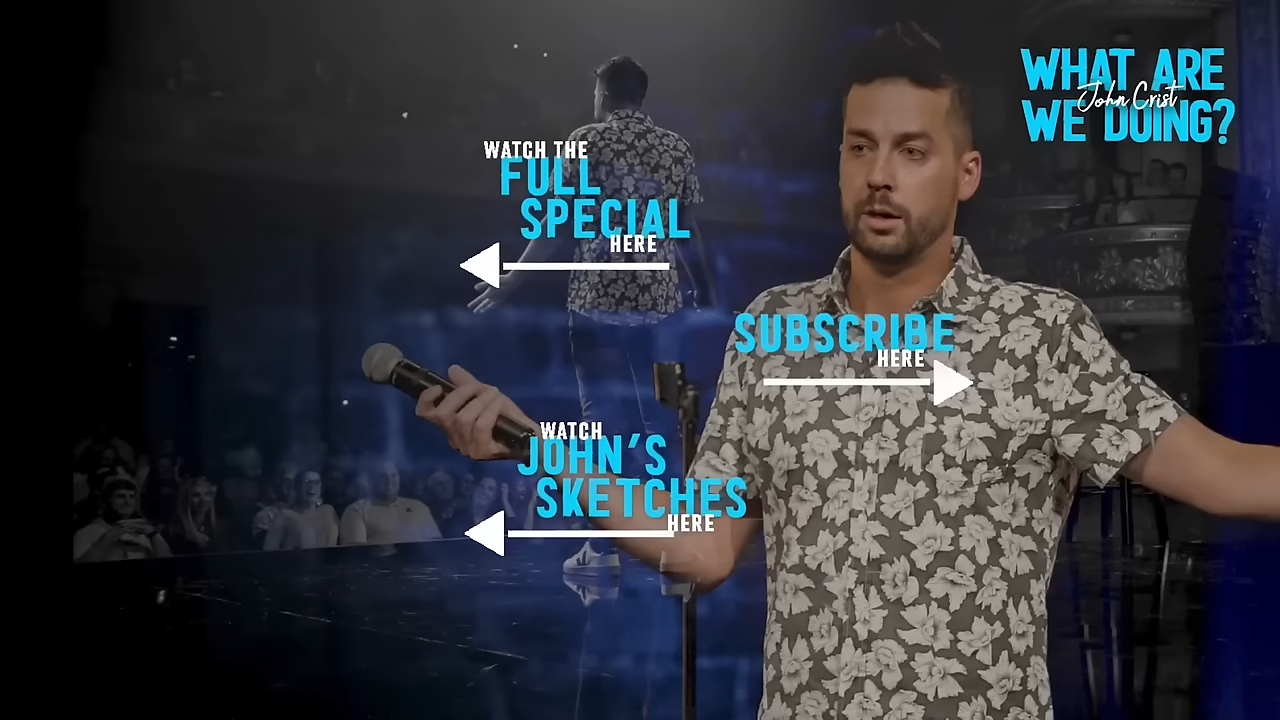 WHAT ARE
John Crist
WE DOING?
WATCH THE
FULL
SPECIAL
HERE
SUBSCRIBE
HERE
WATCH
JOHN'S
SKETCHES
HERE